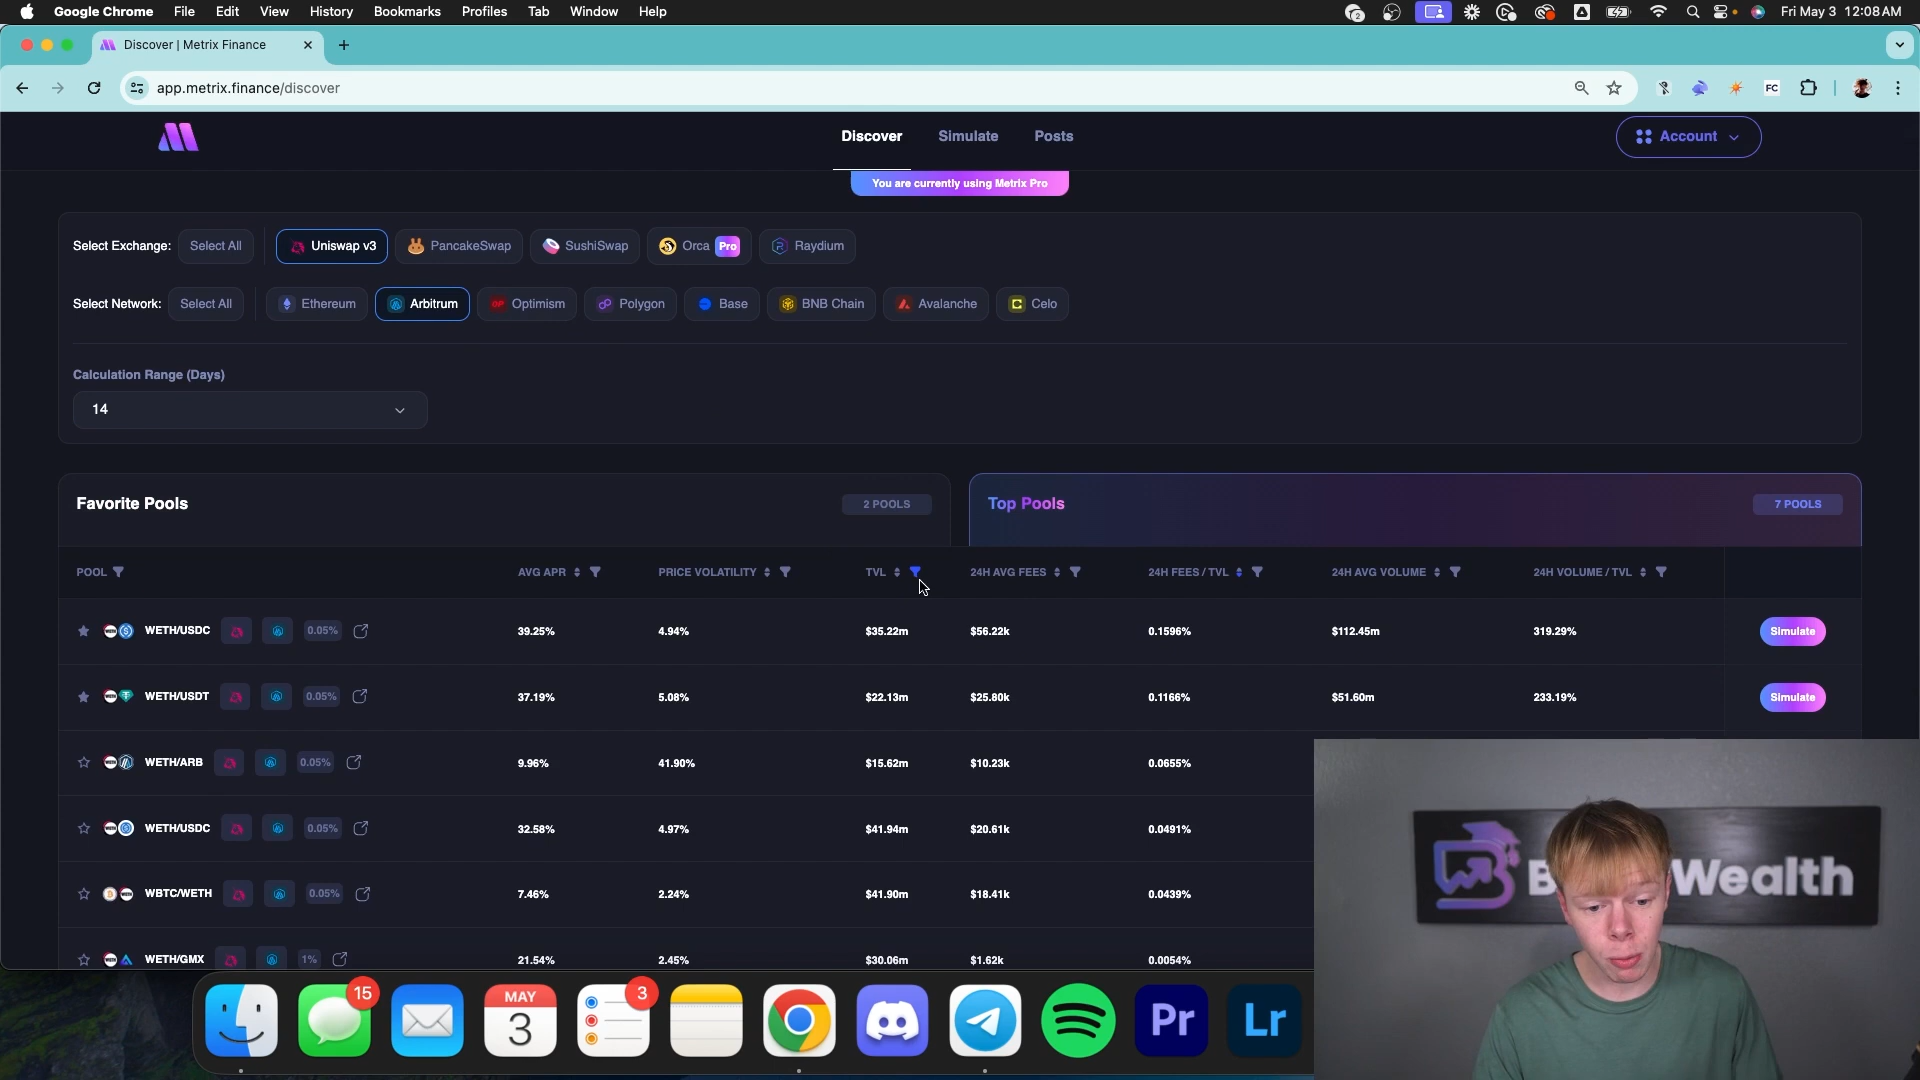 Google Chrome File Edit View History Bookmarks Profiles Tab Window Help Fri May 3 12:08 AM
Discover | Metrix Finance
app.metrix.finance/discover
FC
Discover Simulate Posts
Account
You are currently using Metrix Pro
Select Exchange: Select All Uniswap v3 PancakeSwap SushiSwap Orca Pro Raydium
Select Network: Select All Ethereum Arbitrum OP Optimism Polygon Base BNB Chain Avalanche Celo
Calculation Range (Days)
14
Favorite Pools 2 POOLS
Top Pools 7 POOLS
POOL AVG APR PRICE VOLATILITY TVL 24H AVG FEES 24H FEES / TVL 24H AVG VOLUME 24H VOLUME / TVL
WETH/USDC 0.05% 39.25% 4.94% $35.22m $56.22k 0.1596% $112.45m 319.29% Simulate
WETH/USDT 0.05% 37.19% 5.08% $22.13m $25.80k 0.1166% $51.60m 233.19% Simulate
WETH/ARB 0.05% 9.96% 41.90% $15.62m $10.23k 0.0655%
WETH/USDC 0.05% 32.58% 4.97% $41.94m $20.61k 0.0491%
WBTC/WETH 0.05% 7.46% 2.24% $41.90m $18.41k 0.0439%
WETH/GMX 1% 21.54% 2.45% $30.06m $1.62k 0.0054%
Wealth
15
MAY
3
3
Pr
Lr